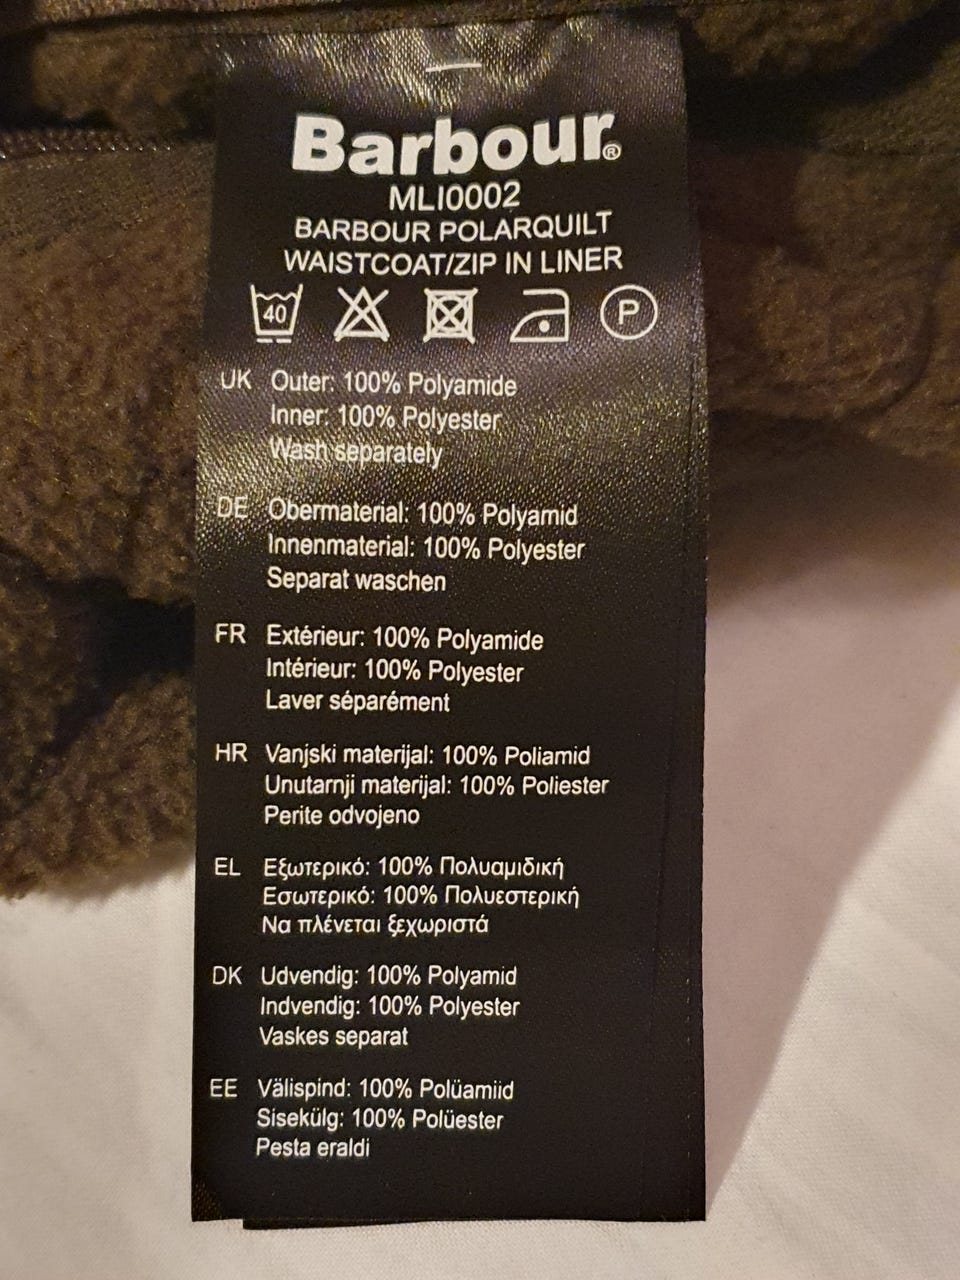 Barbour®
MLI0002
BARBOUR POLARQUILT
WAISTCOAT/ZIP IN LINER
40 P
UK Outer: 100% Polyamide
Inner: 100% Polyester
Wash separately
DE Obermaterial: 100% Polyamid
Innenmaterial: 100% Polyester
Separat waschen
FR Extérieur: 100% Polyamide
Intérieur: 100% Polyester
Laver séparément
HR Vanjski materijal: 100% Poliamid
Unutarnji materijal: 100% Poliester
Perite odvojeno
EL Εξωτερικό: 100% Πολυαμιδική
Εσωτερικό: 100% Πολυεστερική
Να πλένεται ξεχωριστά
DK Udvendig: 100% Polyamid
Indvendig: 100% Polyester
Vaskes separat
EE Välispind: 100% Polüamiid
Sisekülg: 100% Polüester
Pesta eraldi